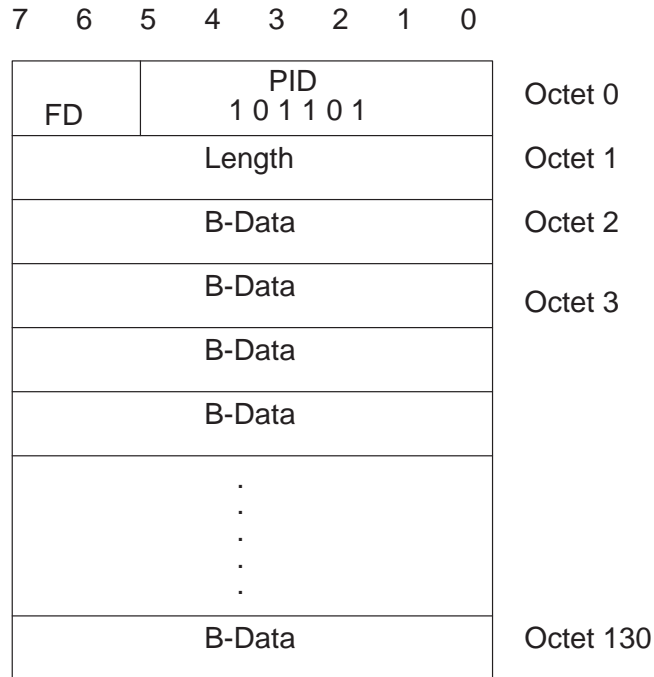 7 6 5 4 3 2 1 0
PID
FD 1 0 1 1 0 1 Octet 0
Length Octet 1
B-Data Octet 2
B-Data Octet 3
B-Data
B-Data
.
.
.
.
.
B-Data Octet 130